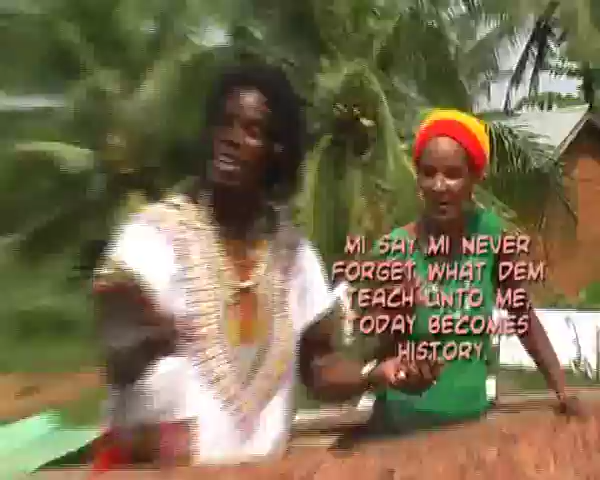 MI SAY MI NEVER
FORGET WHAT DEM
TEACH UNTO ME,
TODAY BECOMES
HISTORY.